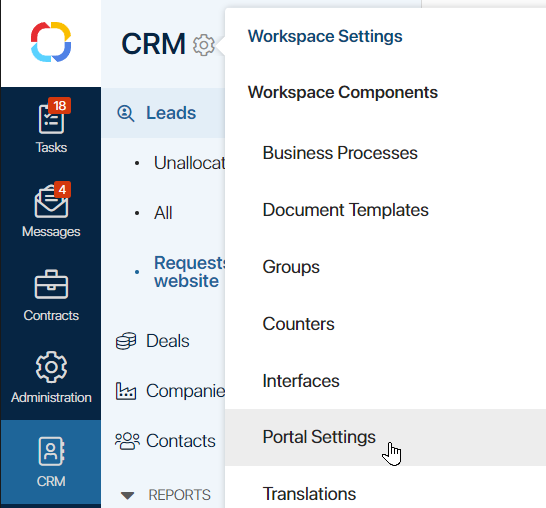 18
Tasks
4
Messages
Contracts
Administration
CRM
CRM
Leads
Unallocat
All
Requests
website
Deals
Companie
Contacts
REPORTS
Workspace Settings
Workspace Components
Business Processes
Document Templates
Groups
Counters
Interfaces
Portal Settings
Translations